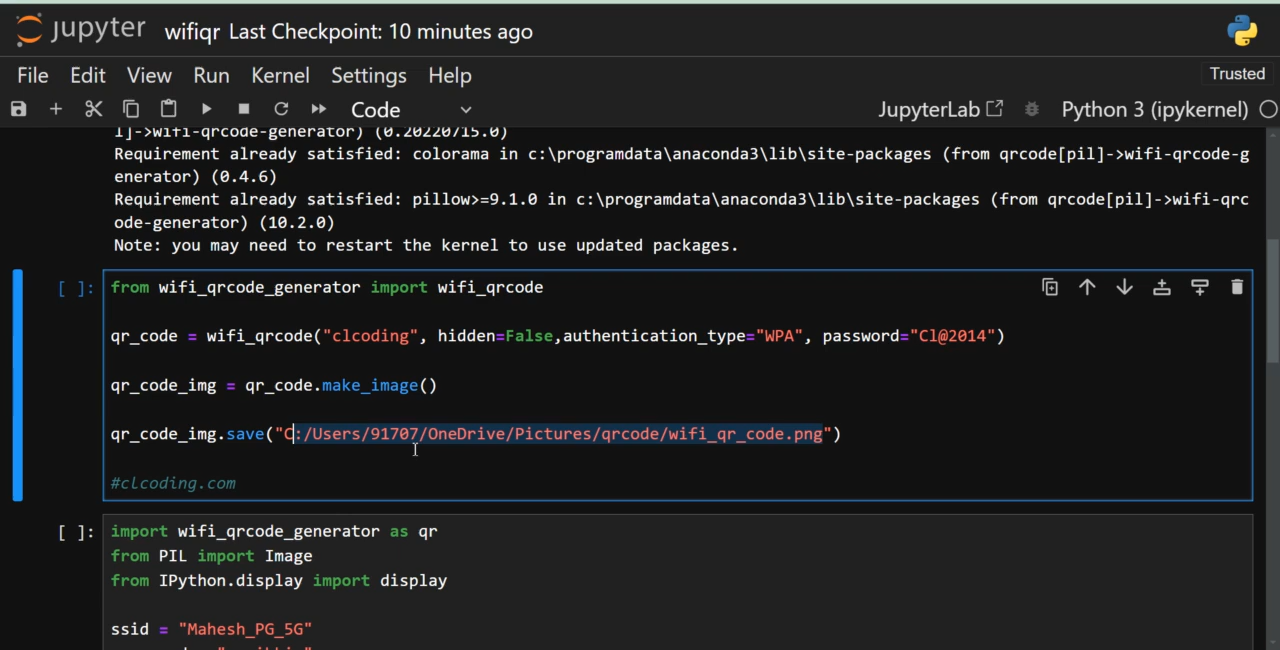 jupyter wifiqr Last Checkpoint: 10 minutes ago
File Edit View Run Kernel Settings Help Trusted
Code JupyterLab Python 3 (ipykernel)
l]->wifi-qrcode-generator) (0.20220715.0)
Requirement already satisfied: colorama in c:\programdata\anaconda3\lib\site-packages (from qrcode[pil]->wifi-qrcode-g
enerator) (0.4.6)
Requirement already satisfied: pillow>=9.1.0 in c:\programdata\anaconda3\lib\site-packages (from qrcode[pil]->wifi-qrc
ode-generator) (10.2.0)
Note: you may need to restart the kernel to use updated packages.
[ ]: from wifi_qrcode_generator import wifi_qrcode
qr_code = wifi_qrcode("clcoding", hidden=False,authentication_type="WPA", password="Cl@2014")
qr_code_img = qr_code.make_image()
qr_code_img.save("C:/Users/91707/OneDrive/Pictures/qrcode/wifi_qr_code.png")
#clcoding.com
[ ]: import wifi_qrcode_generator as qr
from PIL import Image
from IPython.display import display
ssid = "Mahesh_PG_5G"